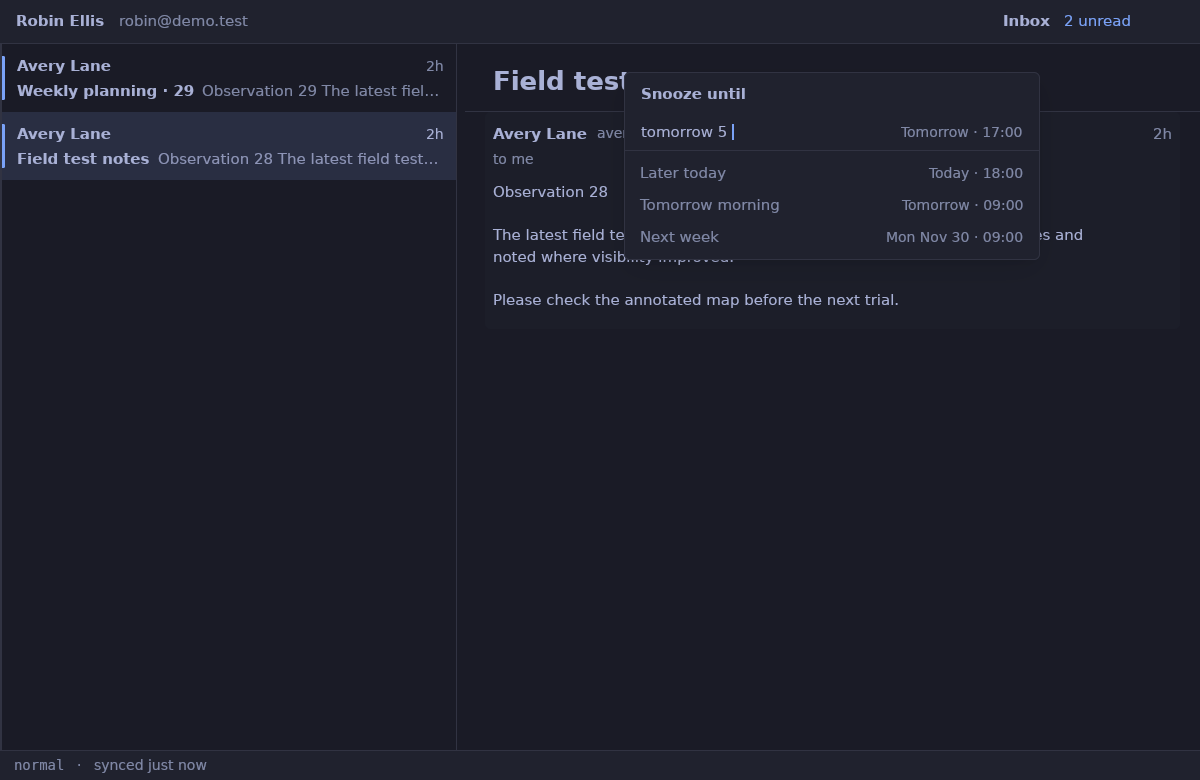 Robin Ellis robin@demo.test
Inbox 2 unread
Avery Lane 2h
Weekly planning · 29 Observation 29 The latest fiel…
Avery Lane 2h
Field test notes Observation 28 The latest field test…
Field test
Avery Lane 2h
to me
Observation 28
The latest field and
noted where
Please check the annotated map before the next trial.
Snooze until
tomorrow 5 Tomorrow · 17:00
Later today Today · 18:00
Tomorrow morning Tomorrow · 09:00
Next week Mon Nov 30 · 09:00
normal · synced just now